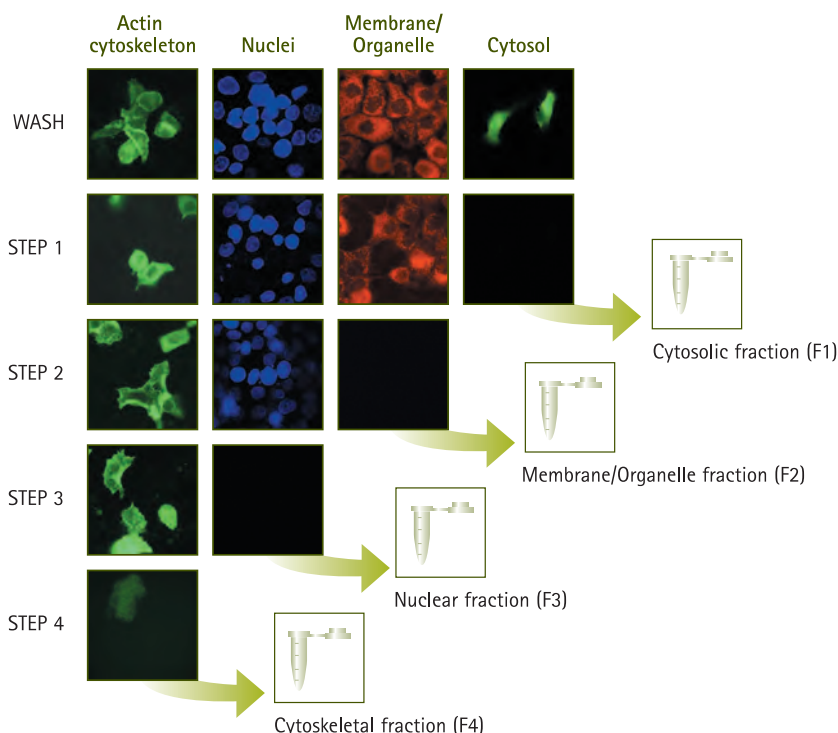 Actin
cytoskeleton
Nuclei
Membrane/
Organelle
Cytosol
WASH
STEP 1
Cytosolic fraction (F1)
STEP 2
Membrane/Organelle fraction (F2)
STEP 3
Nuclear fraction (F3)
STEP 4
Cytoskeletal fraction (F4)